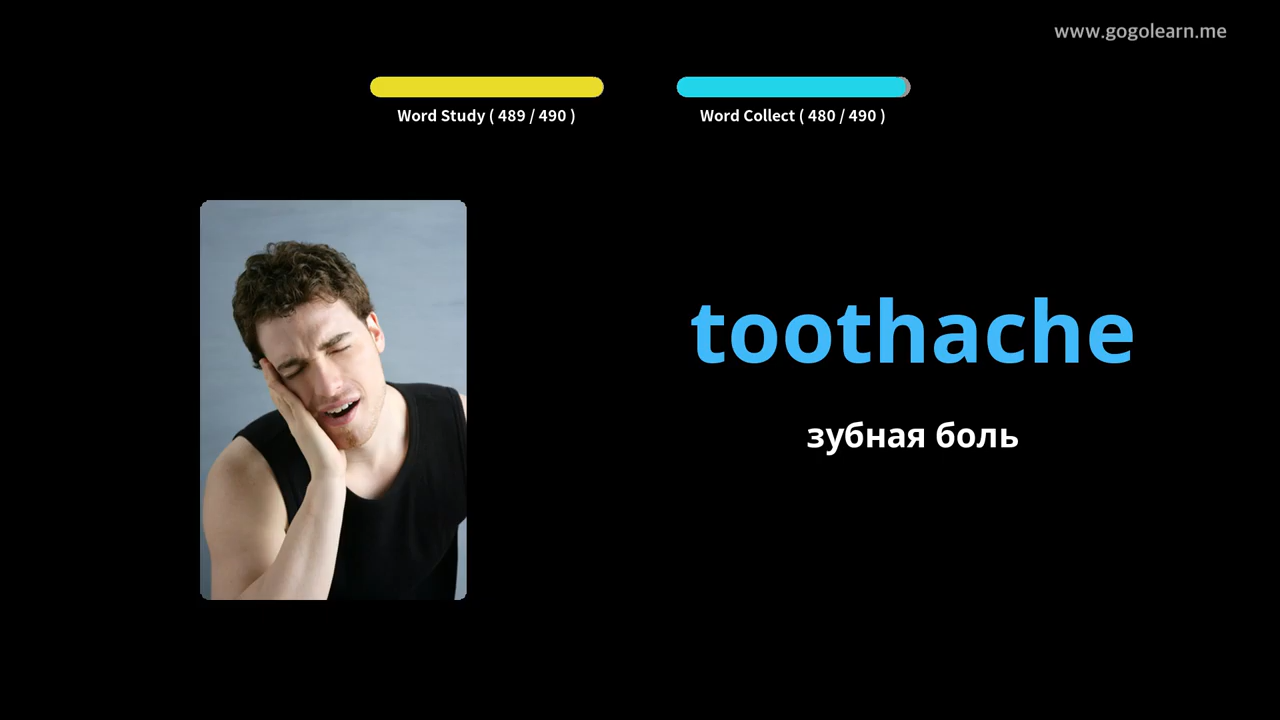 www.gogolearn.me
Word Study ( 489 / 490 )
Word Collect ( 480 / 490 )
toothache
зубная боль